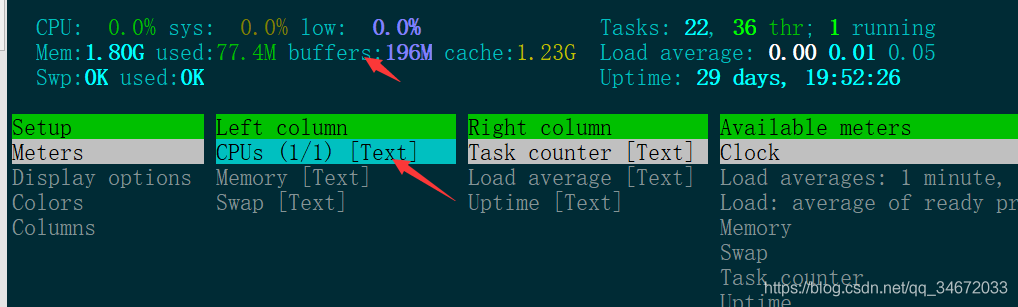 CPU: 0.0% sys: 0.0% low: 0.0% Tasks: 22, 36 thr; 1 running
Mem:1.80G used:77.4M buffers:196M cache:1.23G Load average: 0.00 0.01 0.05
Swp:0K used:0K Uptime: 29 days, 19:52:26
Setup Left column Right column Available meters
Meters CPUs (1/1) [Text] Task counter [Text] Clock
Display options Memory [Text] Load average [Text] Load averages: 1 minute,
Colors Swap [Text] Uptime [Text] Load: average of ready pr
Columns Memory
Swap
Task counter
Uptime
https://blog.csdn.net/qq_34672033